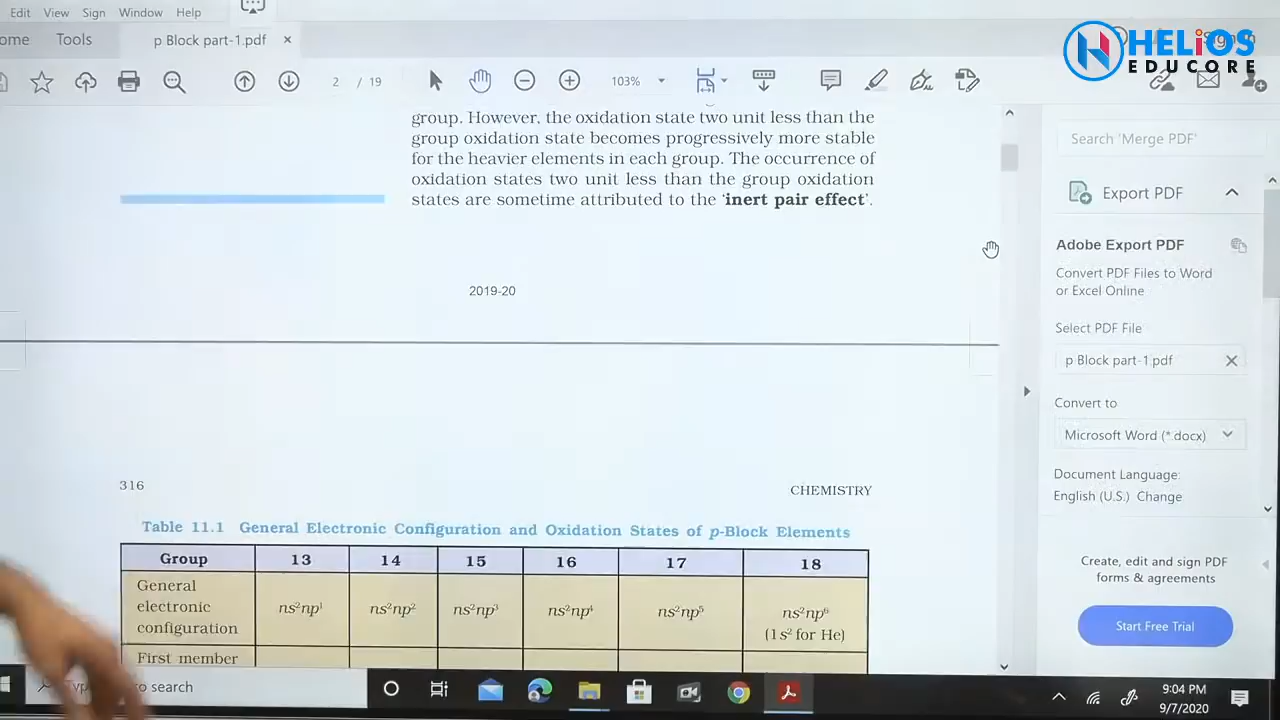 Edit View Sign Window Help
ome Tools p Block part-1.pdf ×
HELiOS
EDUCORE
2 / 19 103%
group. However, the oxidation state two unit less than the
group oxidation state becomes progressively more stable
for the heavier elements in each group. The occurrence of
oxidation states two unit less than the group oxidation
states are sometime attributed to the 'inert pair effect'.
2019-20
316
CHEMISTRY
Table 11.1 General Electronic Configuration and Oxidation States of p-Block Elements
Group 13 14 15 16 17 18
General
electronic
configuration
ns²np¹ ns²np² ns²np³ ns²np⁴ ns²np⁵ ns²np⁶
(1s² for He)
First member
Search 'Merge PDF'
Export PDF
Adobe Export PDF
Convert PDF Files to Word
or Excel Online
Select PDF File
p Block part-1.pdf
Convert to
Microsoft Word (*.docx)
Document Language:
English (U.S.) Change
Create, edit and sign PDF
forms & agreements
Start Free Trial
to search
9:04 PM
9/7/2020